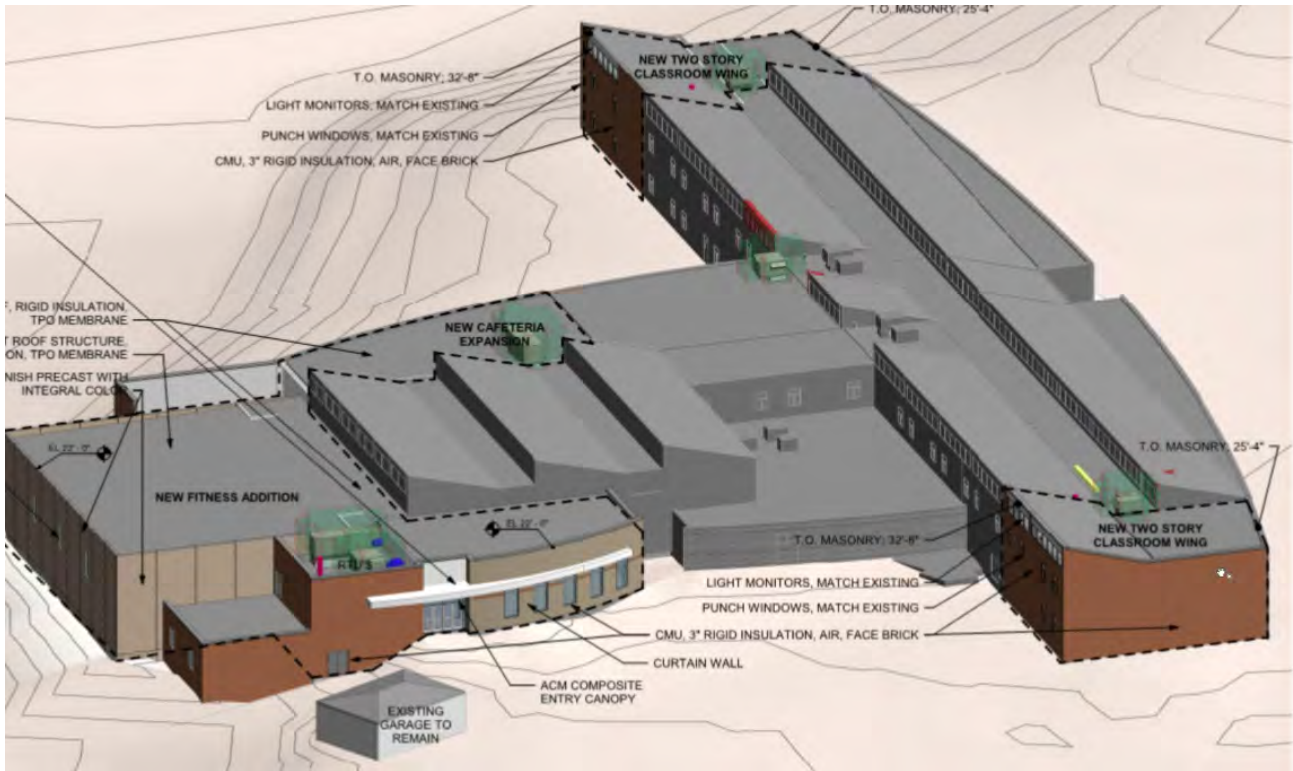 T.O. MASONRY; 25'-4"
NEW TWO STORY
CLASSROOM WING
T.O. MASONRY; 32'-8"
LIGHT MONITORS, MATCH EXISTING
PUNCH WINDOWS, MATCH EXISTING
CMU, 3" RIGID INSULATION, AIR, FACE BRICK
RIGID INSULATION,
TPO MEMBRANE
ROOF STRUCTURE,
TPO MEMBRANE
PRECAST WITH
INTEGRAL COLOR
NEW CAFETERIA
EXPANSION
EL 22'-0"
NEW FITNESS ADDITION
EL 22'-0"
RTU'S
T.O. MASONRY; 25'-4"
NEW TWO STORY
CLASSROOM WING
T.O. MASONRY; 32'-8"
LIGHT MONITORS, MATCH EXISTING
PUNCH WINDOWS, MATCH EXISTING
CMU, 3" RIGID INSULATION, AIR, FACE BRICK
CURTAIN WALL
ACM COMPOSITE
ENTRY CANOPY
EXISTING
GARAGE TO
REMAIN